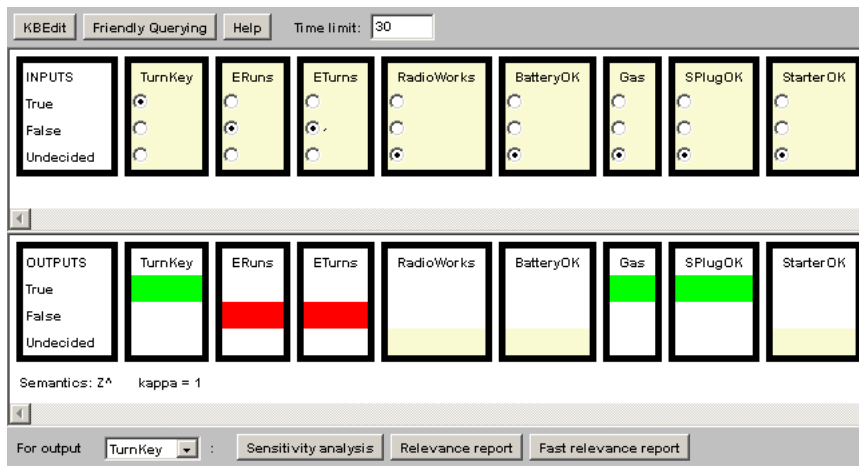 KBEdit Friendly Querying Help Time limit: 30
INPUTS TurnKey ERuns ETurns RadioWorks BatteryOK Gas SPlugOK StarterOK
True
False
Undecided
OUTPUTS TurnKey ERuns ETurns RadioWorks BatteryOK Gas SPlugOK StarterOK
True
False
Undecided
Semantics: Z^ kappa = 1
For output TurnKey : Sensitivity analysis Relevance report Fast relevance report